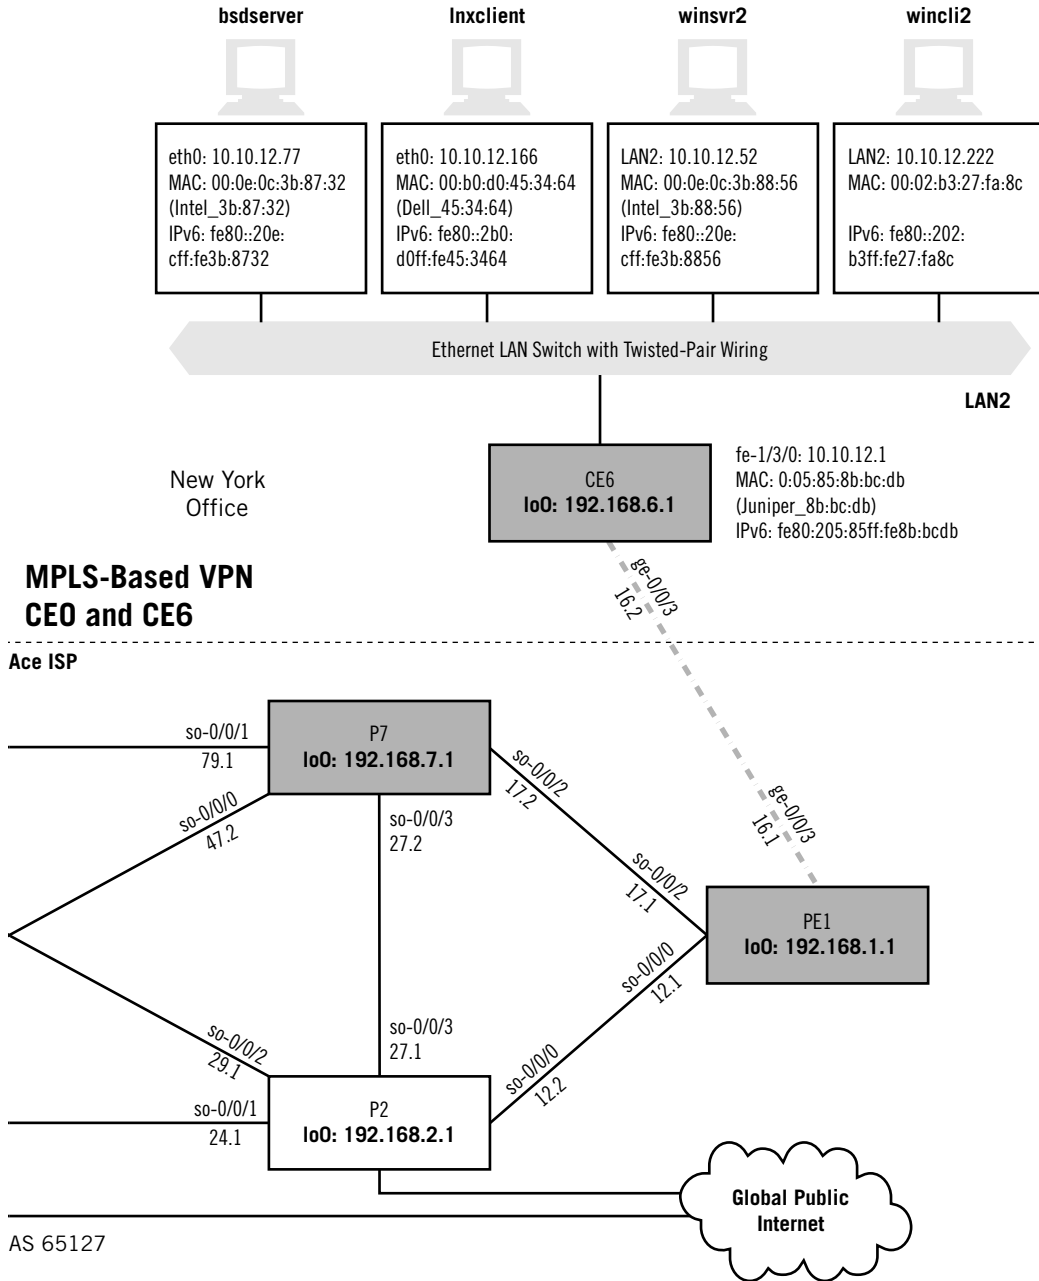 bsdserver
lnxclient
winsvr2
wincli2
eth0: 10.10.12.77
MAC: 00:0e:0c:3b:87:32
(Intel_3b:87:32)
IPv6: fe80::20e:
cff:fe3b:8732
eth0: 10.10.12.166
MAC: 00:b0:d0:45:34:64
(Dell_45:34:64)
IPv6: fe80::2b0:
d0ff:fe45:3464
LAN2: 10.10.12.52
MAC: 00:0e:0c:3b:88:56
(Intel_3b:88:56)
IPv6: fe80::20e:
cff:fe3b:8856
LAN2: 10.10.12.222
MAC: 00:02:b3:27:fa:8c
IPv6: fe80::202:
b3ff:fe27:fa8c
Ethernet LAN Switch with Twisted-Pair Wiring
LAN2
New York
Office
CE6
lo0: 192.168.6.1
fe-1/3/0: 10.10.12.1
MAC: 0:05:85:8b:bc:db
(Juniper_8b:bc:db)
IPv6: fe80:205:85ff:fe8b:bcdb
MPLS-Based VPN
CE0 and CE6
ge-0/0/3
16.2
Ace ISP
so-0/0/1
79.1
P7
lo0: 192.168.7.1
so-0/0/2
17.2
ge-0/0/3
16.1
so-0/0/0
47.2
so-0/0/3
27.2
so-0/0/2
17.1
PE1
lo0: 192.168.1.1
so-0/0/0
12.1
so-0/0/2
29.1
so-0/0/3
27.1
so-0/0/0
12.2
so-0/0/1
24.1
P2
lo0: 192.168.2.1
Global Public
Internet
AS 65127